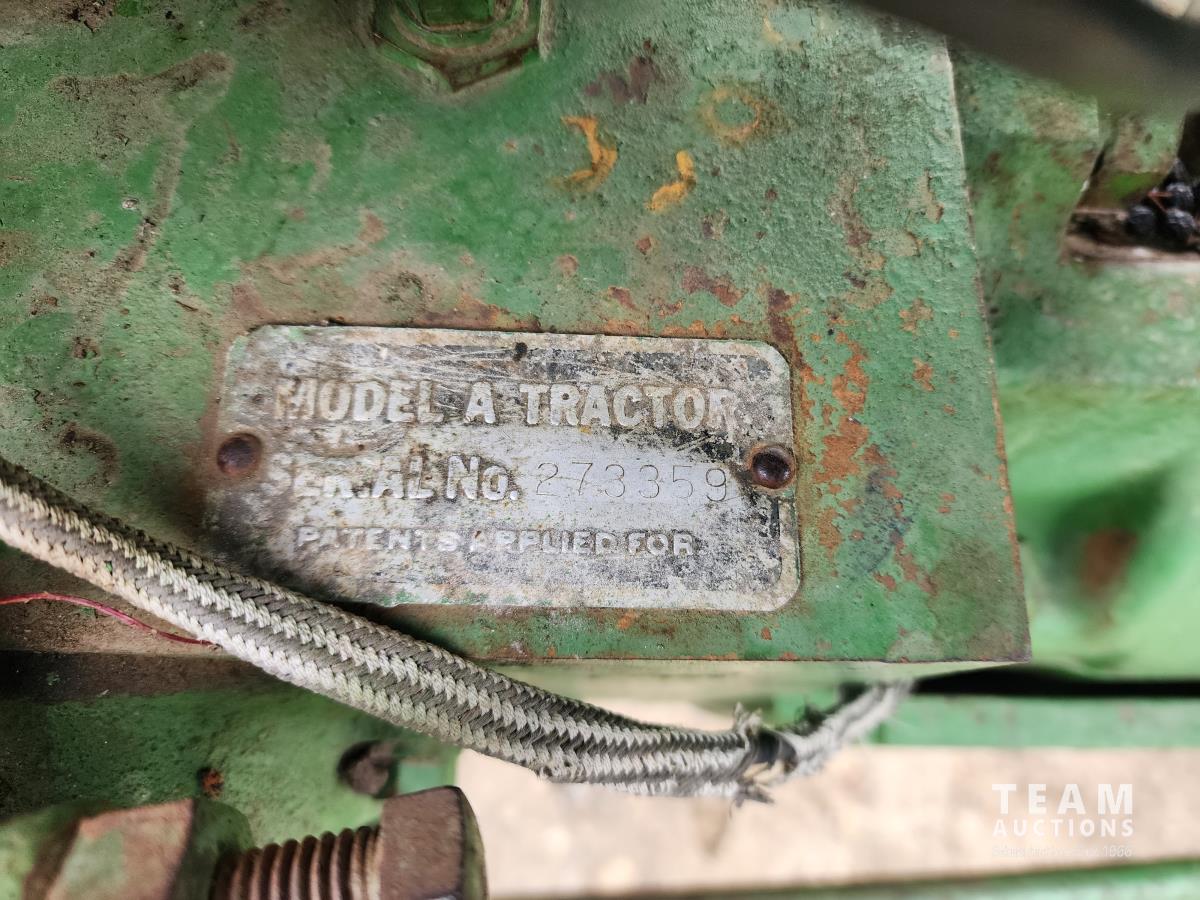 MODEL A TRACTOR
SERIAL No. 273359
PATENTS APPLIED FOR
TEAM
AUCTIONS